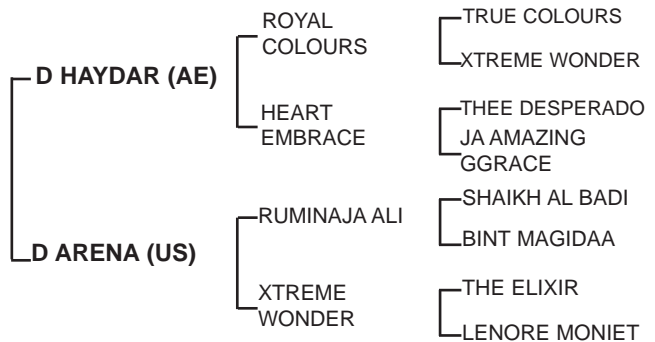 ROYAL
COLOURS
TRUE COLOURS
XTREME WONDER
D HAYDAR (AE)
HEART
EMBRACE
THEE DESPERADO
JA AMAZING
GGRACE
RUMINAJA ALI
SHAIKH AL BADI
BINT MAGIDAA
D ARENA (US)
XTREME
WONDER
THE ELIXIR
LENORE MONIET